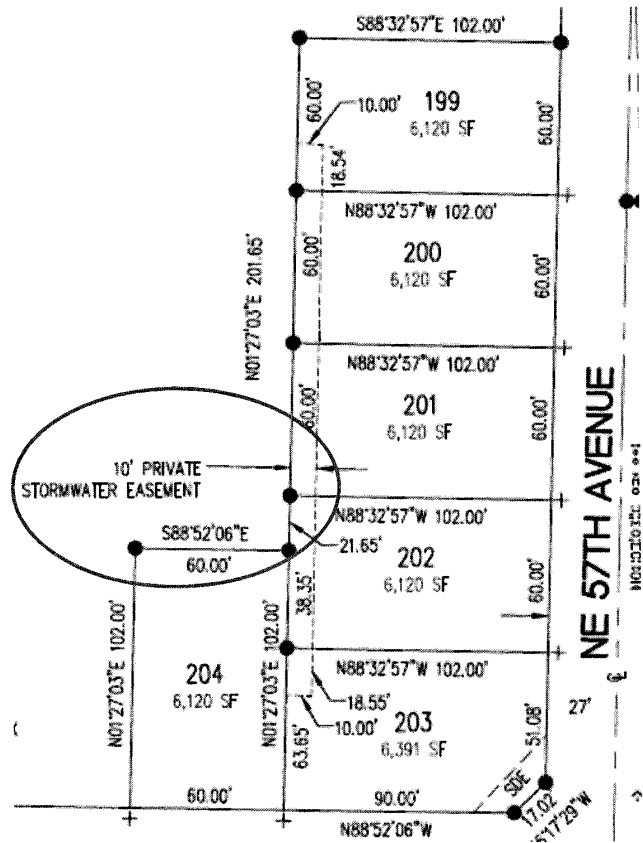 S88°32'57"E 102.00'
60.00'
10.00'
199
6,120 SF
60.00'
18.54'
N88°32'57"W 102.00'
N01°27'03"E 201.65'
60.00'
200
6,120 SF
60.00'
N88°32'57"W 102.00'
60.00'
201
6,120 SF
60.00'
NE 57TH AVENUE
10' PRIVATE
STORMWATER EASEMENT
N88°32'57"W 102.00'
S88°52'06"E
60.00'
21.65'
202
6,120 SF
38.35'
60.00'
N01°27'03"E 102.00'
204
6,120 SF
N01°27'03"E 102.00'
N88°32'57"W 102.00'
18.55'
10.00'
203
6,391 SF
63.65'
51.08'
27'
SDE
17.02
60.00'
90.00'
N88°52'06"W
17'29"W